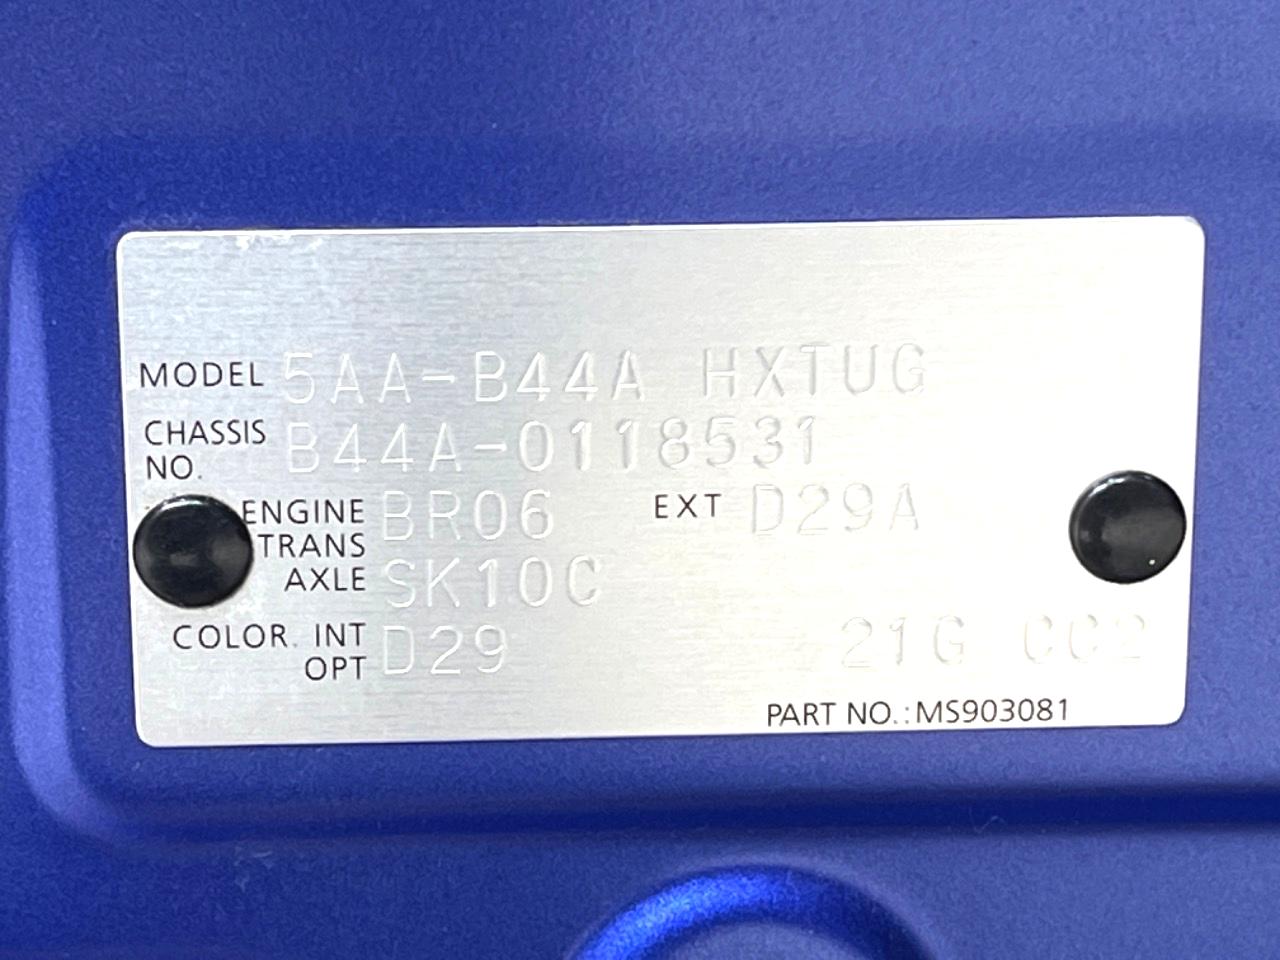 MODEL 5AA-B44A HXTUG
CHASSIS NO. B44A-0118531
ENGINE BR06 EXT D29A
TRANS AXLE SK10C
COLOR. INT OPT D29 21G CC2
PART NO.:MS903081